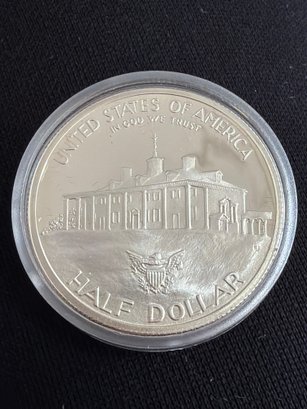 UNITED STATES OF AMERICA
IN GOD WE TRUST
HALF DOLLAR